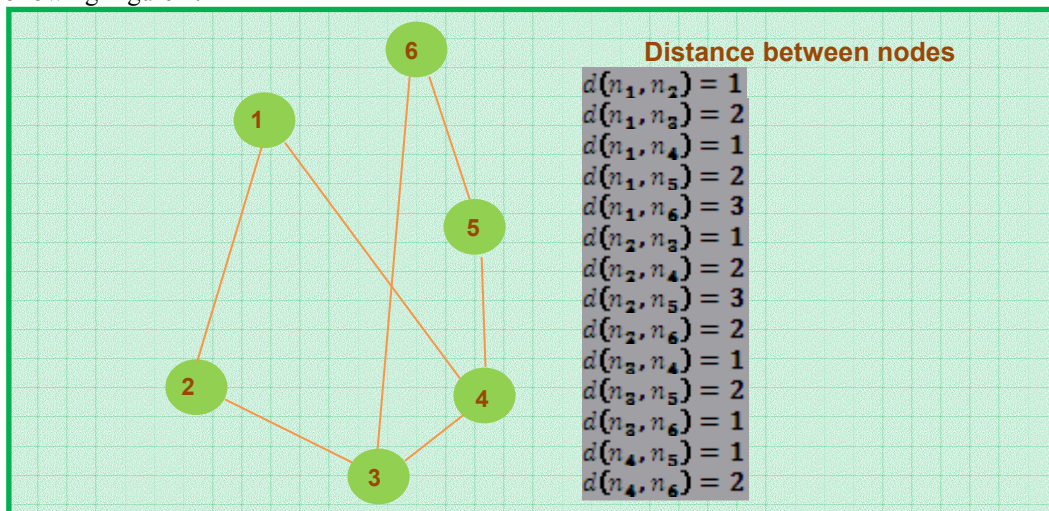 6
Distance between nodes
1
5
2
4
3
d(n₁, n₂) = 1
d(n₁, n₃) = 2
d(n₁, n₄) = 1
d(n₁, n₅) = 2
d(n₁, n₆) = 3
d(n₂, n₃) = 1
d(n₂, n₄) = 2
d(n₂, n₅) = 3
d(n₂, n₆) = 2
d(n₃, n₄) = 1
d(n₃, n₅) = 2
d(n₃, n₆) = 1
d(n₄, n₅) = 1
d(n₄, n₆) = 2